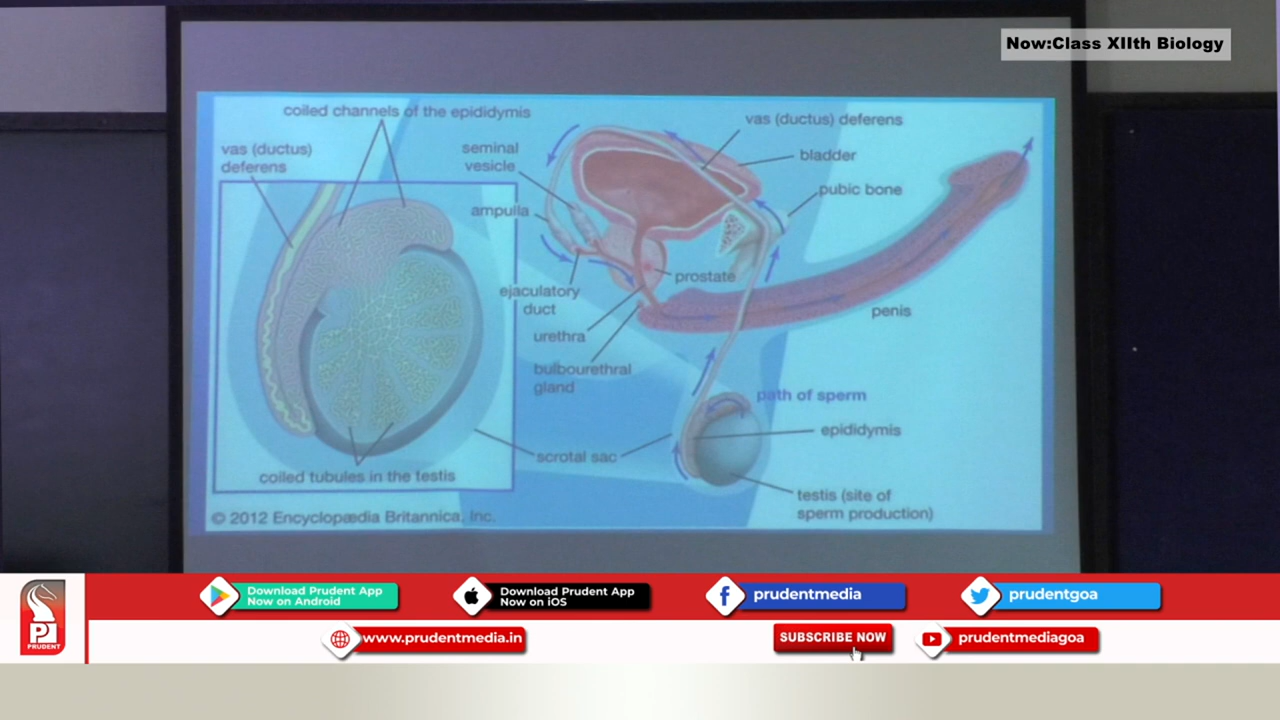 Now:Class XIIth Biology
coiled channels of the epididymis
vas (ductus)
deferens
seminal
vesicle
ampulla
vas (ductus) deferens
bladder
pubic bone
prostate
ejaculatory
duct
urethra
bulbourethral
gland
penis
path of sperm
epididymis
scrotal sac
testis (site of
sperm production)
coiled tubules in the testis
© 2012 Encyclopædia Britannica, Inc.
Download Prudent App
Now on Android
Download Prudent App
Now on iOS
prudentmedia
prudentgoa
PRUDENT
www.prudentmedia.in
SUBSCRIBE NOW
prudentmediagoa